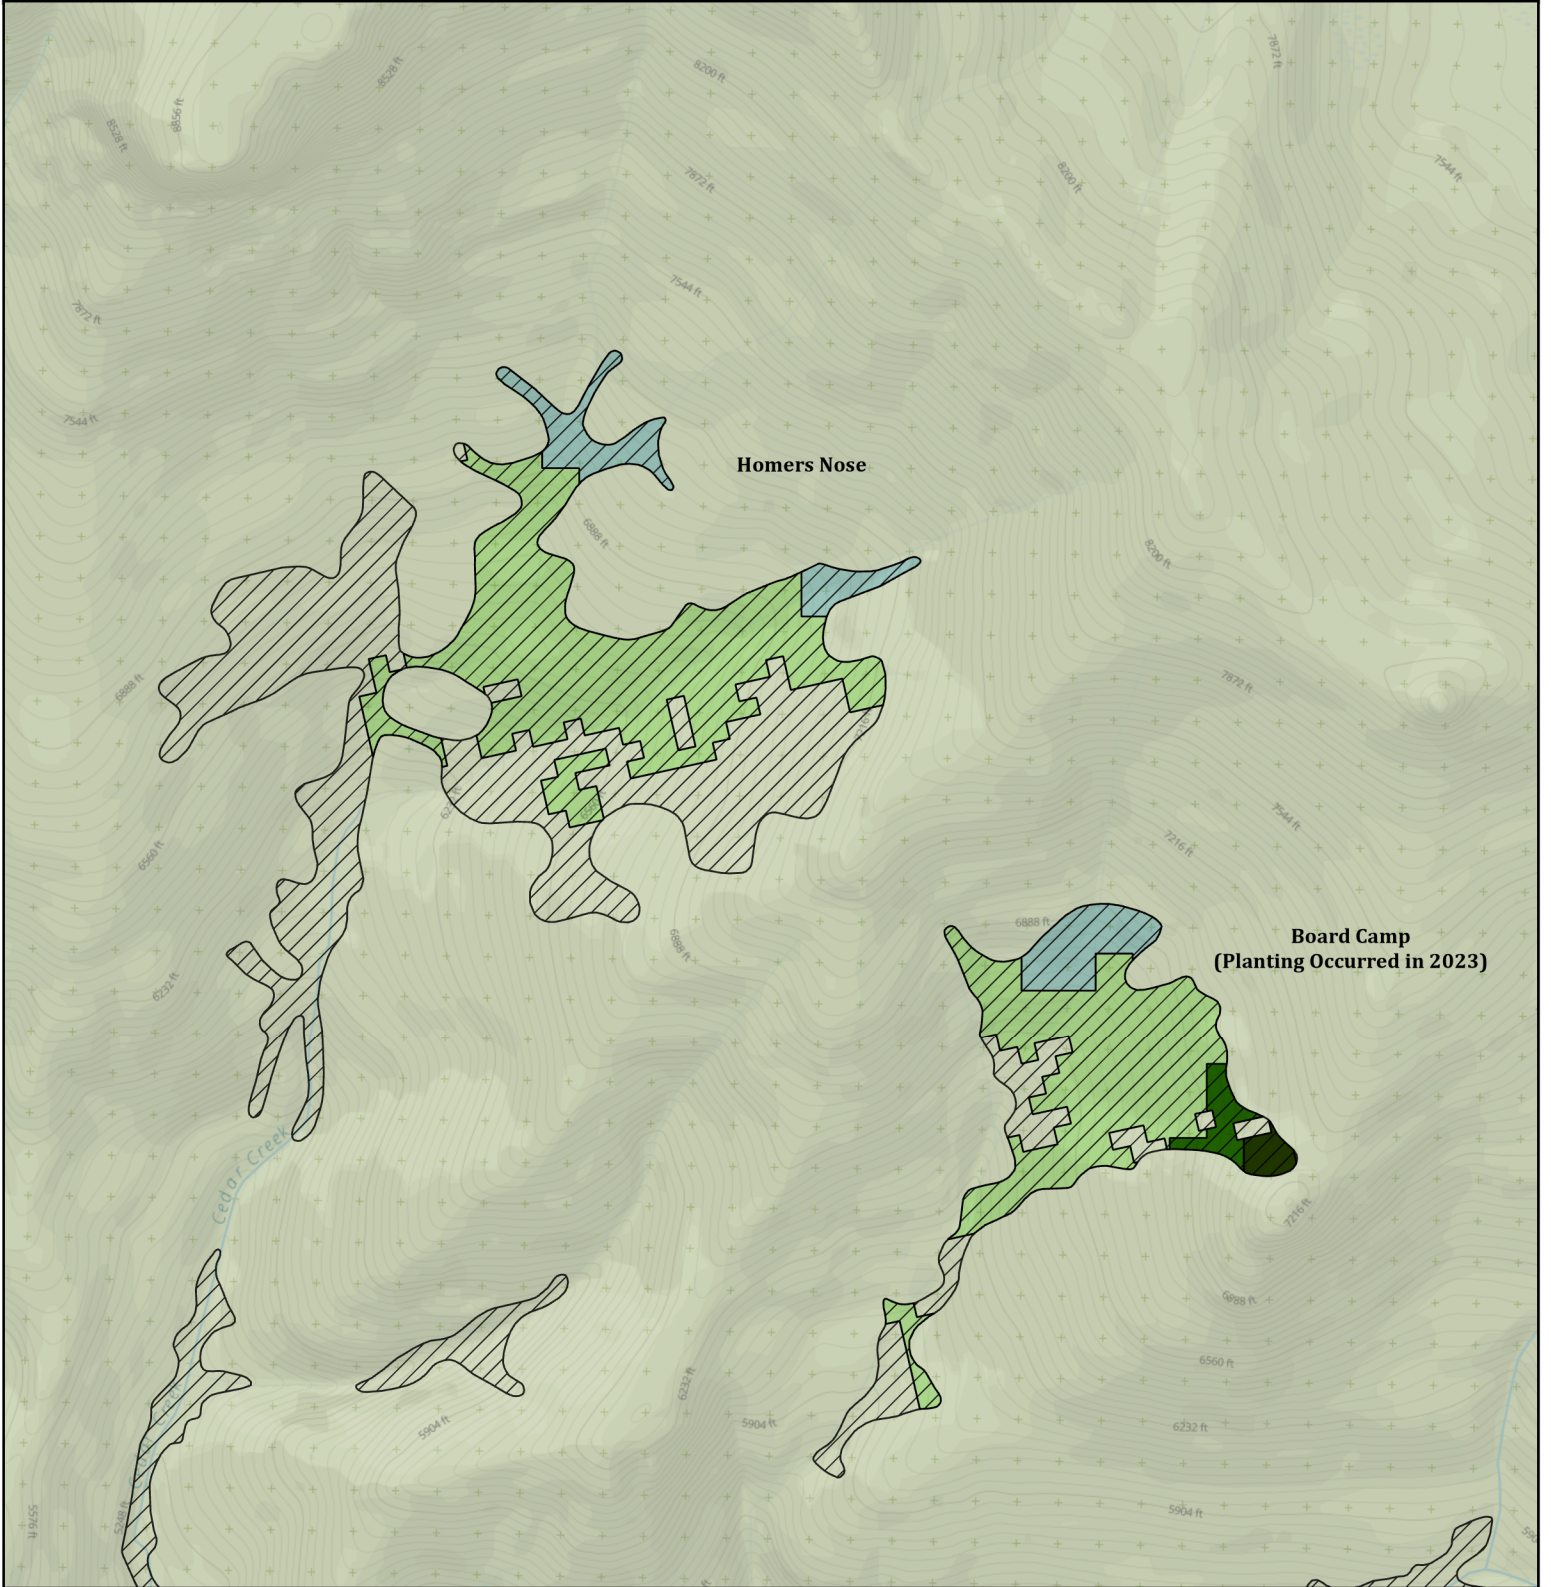 7872 ft
8200 ft
8528 ft
8856 ft
8528 ft
7544 ft
8200 ft
7872 ft
7544 ft
7872 ft
7544 ft
Homers Nose
6888 ft
8200 ft
6888 ft
7872 ft
7216
7544 ft
7216 ft
6560 ft
6888 ft
6888 ft
Board Camp
(Planting Occurred in 2023)
6232 ft
Cedar Creek
7216 ft
6888 ft
6560 ft
6232 ft
5904 ft
5904 ft
6232 ft
5904 ft
5248 ft
5576 ft